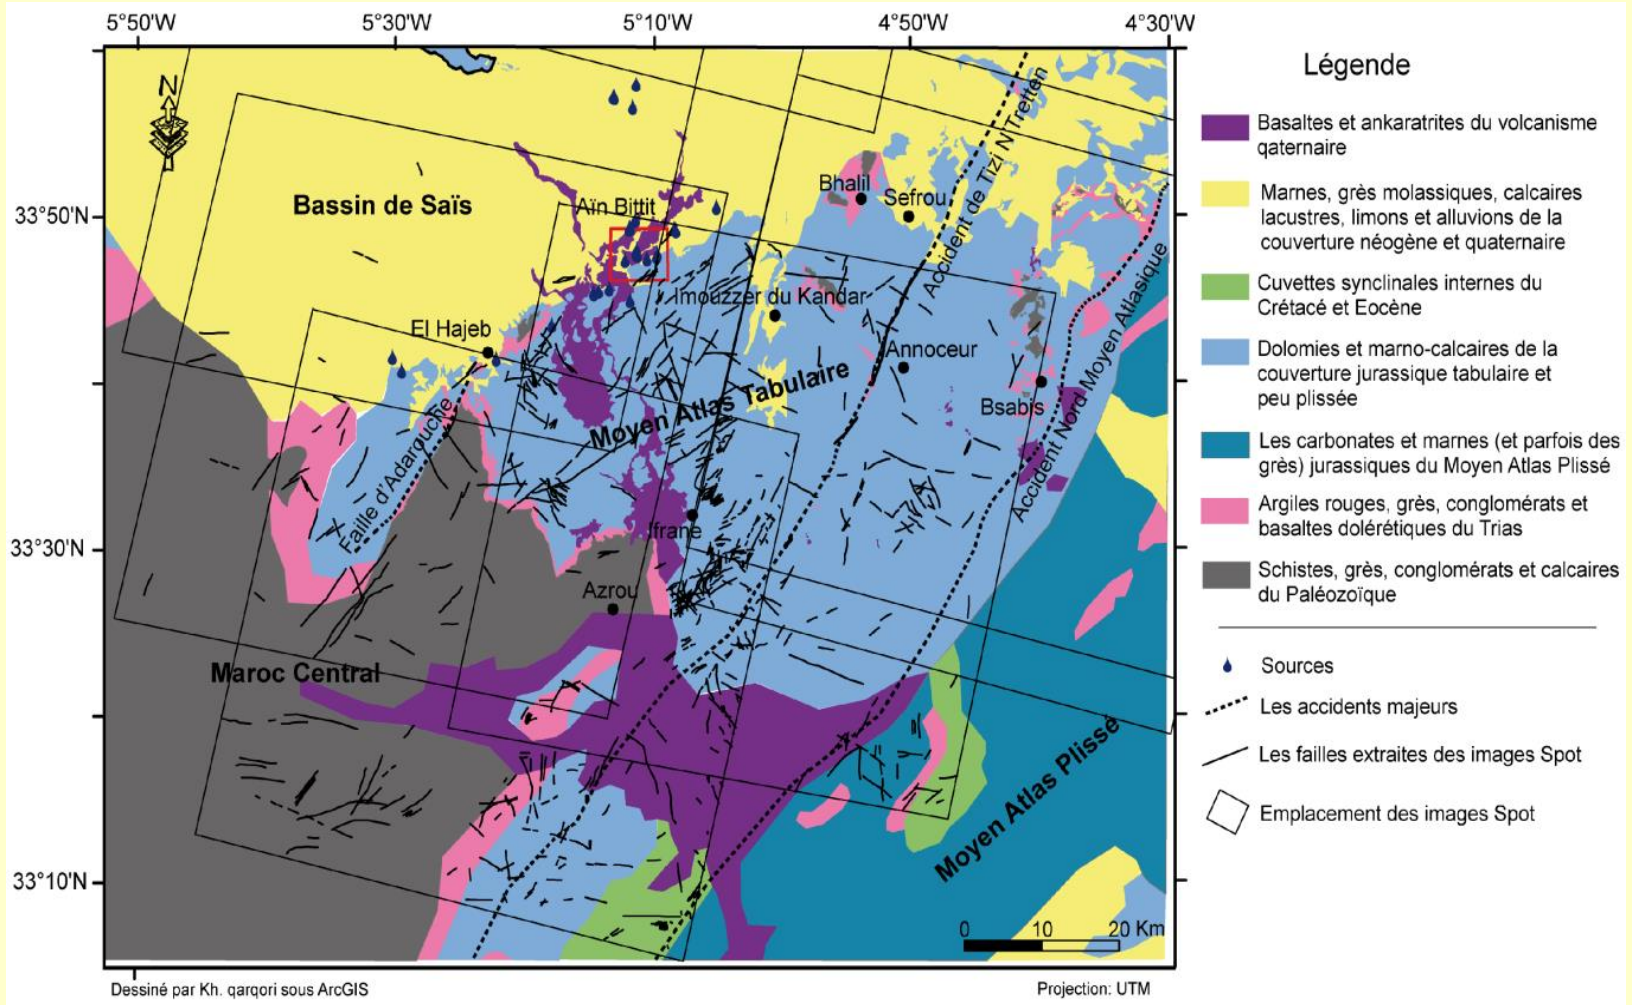 5°50'W 5°30'W 5°10'W 4°50'W 4°30'W
N
33°50'N
33°30'N
33°10'N
Bassin de Saïs
Aïn Bittit
Bhalil
Sefrou
Accident de Tizi N'Tretten
Imouzzer du Kandar
El Hajeb
Annoceur
Moyen Atlas Tabulaire
Bsabis
Accident Nord Moyen Atlasique
Faille d'Adarouche
Ifrane
Azrou
Maroc Central
Moyen Atlas Plissé
0 10 20 Km
Dessiné par Kh. qarqori sous ArcGIS
Projection: UTM
Légende
Basaltes et ankaratrites du volcanisme
qaternaire
Marnes, grès molassiques, calcaires
lacustres, limons et alluvions de la
couverture néogène et quaternaire
Cuvettes synclinales internes du
Crétacé et Eocène
Dolomies et marno-calcaires de la
couverture jurassique tabulaire et
peu plissée
Les carbonates et marnes (et parfois des
grès) jurassiques du Moyen Atlas Plissé
Argiles rouges, grès, conglomérats et
basaltes dolérétiques du Trias
Schistes, grès, conglomérats et calcaires
du Paléozoïque
Sources
Les accidents majeurs
Les failles extraites des images Spot
Emplacement des images Spot